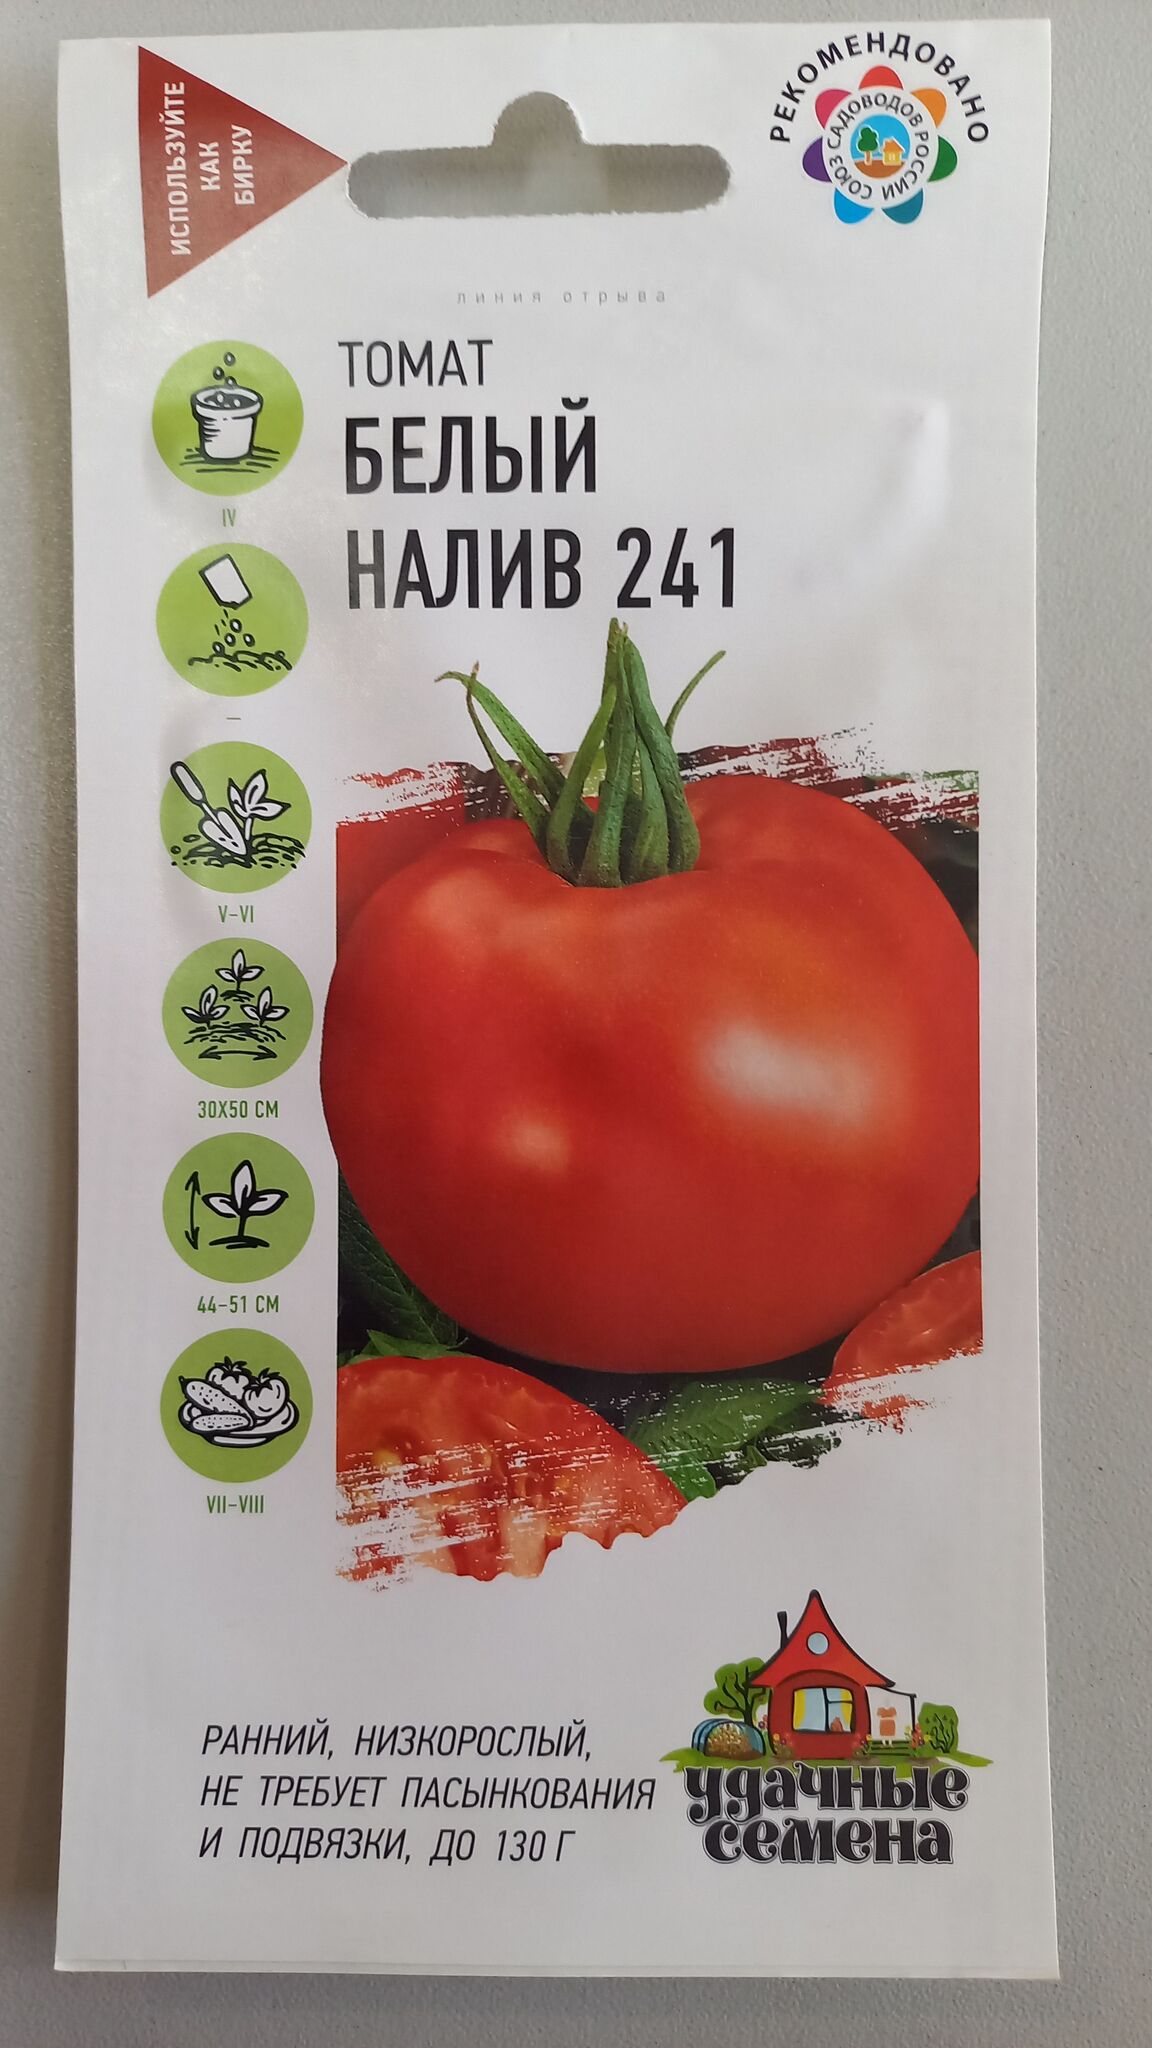 ИСПОЛЬЗУЙТЕ
КАК
БИРКУ
РЕКОМЕНДОВАНО
СОЮЗ САДОВОДОВ РОССИИ
линия отрыва
ТОМАТ
БЕЛЫЙ
НАЛИВ 241
IV
–
V-VI
30X50 СМ
44-51 СМ
VII-VIII
РАННИЙ, НИЗКОРОСЛЫЙ,
НЕ ТРЕБУЕТ ПАСЫНКОВАНИЯ
И ПОДВЯЗКИ, ДО 130 Г
удачные
семена